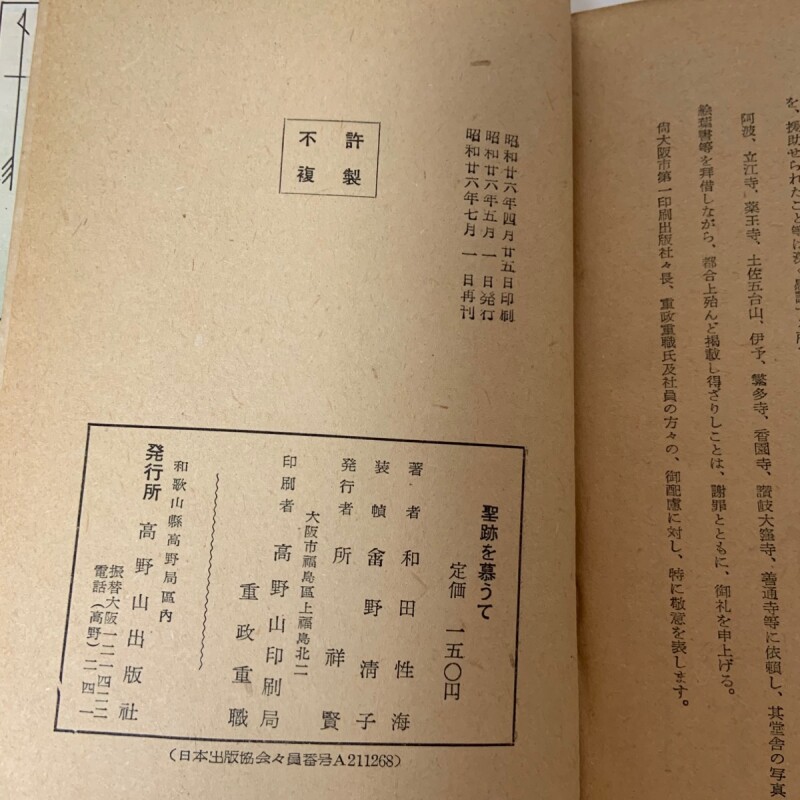 を、援助せられたこと
阿波、立江寺、薬王寺、土佐五台山、伊予、繁多寺、香園寺、讃岐大窪寺、善通寺等に依頼し、其堂舎の写真
絵葉書等を拝借しながら、都合上殆んど掲載し得ざりしことは、謝罪とともに、御礼を申上げる。
尚大阪市第一印刷出版社々長、重政重職氏及社員の方々の、御配慮に対し、特に敬意を表します。
昭和廿六年四月廿五日印刷
昭和廿六年五月一日発行
昭和廿六年七月一日再刊
許製
不複
聖跡を慕うて
定価 一五〇円
著者 和田性海
装幀 畲野清子
発行者 所祥賢
大阪市福島區上福島北二
印刷者 高野山印刷局
重政重職
和歌山縣高野局區内
発行所 高野山出版社
振替大阪一二一四二二
電話（高野）二四一
（日本出版協会々員番号A211268）